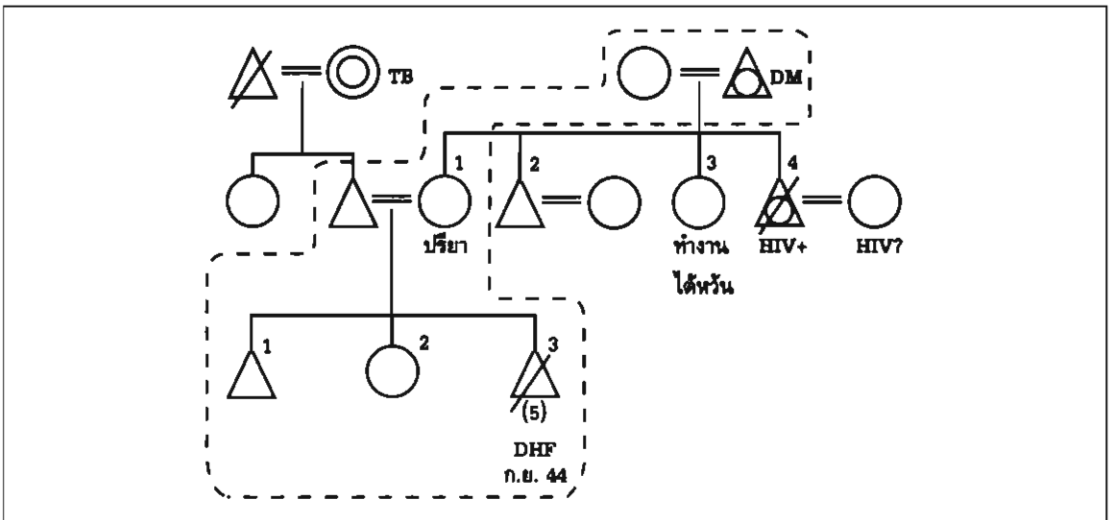 TB
DM
1
2
3
4
ปรียา
ทำงาน
ไต้หวัน
HIV+
HIV?
1
2
3
(5)
DHF
ก.ย. 44